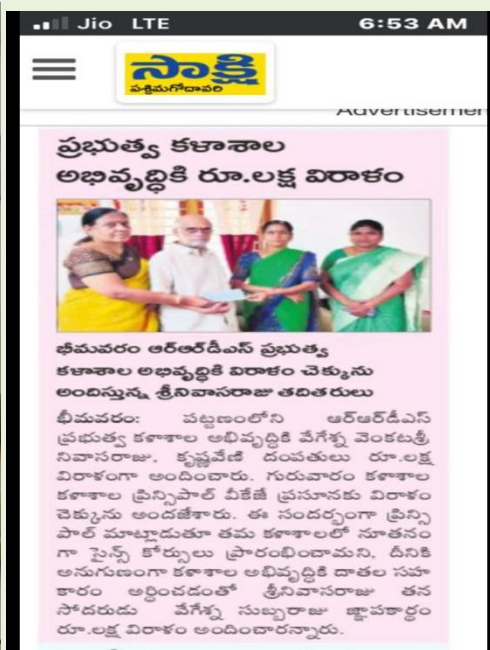 Jio LTE 6:53 AM
సాక్షి
పశ్చిమగోదావరి
Advertisemen
ప్రభుత్వ కళాశాల
అభివృద్ధికి రూ.లక్ష విరాళం
భీమవరం ఆర్ఆర్‌డీఎస్ ప్రభుత్వ
కళాశాల అభివృద్ధికి విరాళం చెక్కును
అందిస్తున్న శ్రీనివాసరాజు తదితరులు
భీమవరం: పట్టణంలోని ఆర్ఆర్‌డీఎస్
ప్రభుత్వ కళాశాల అభివృద్ధికి వేగేశ్న వెంకటశ్రీ
నివాసరాజు, కృష్ణవేణి దంపతులు రూ.లక్ష
విరాళంగా అందించారు. గురువారం కళాశాల
కళాశాల ప్రిన్సిపాల్ వీకేజే ప్రసూనకు విరాళం
చెక్కును అందజేశారు. ఈ సందర్భంగా ప్రిన్సి
పాల్ మాట్లాడుతూ తమ కళాశాలలో నూతనం
గా సైన్స్ కోర్సులు ప్రారంభించామని, దీనికి
అనుగుణంగా కళాశాల అభివృద్ధికి దాతల సహ
కారం అర్థించడంతో శ్రీనివాసరాజు తన
సోదరుడు వేగేశ్న సుబ్బరాజు జ్ఞాపకార్థం
రూ.లక్ష విరాళం అందించారన్నారు.